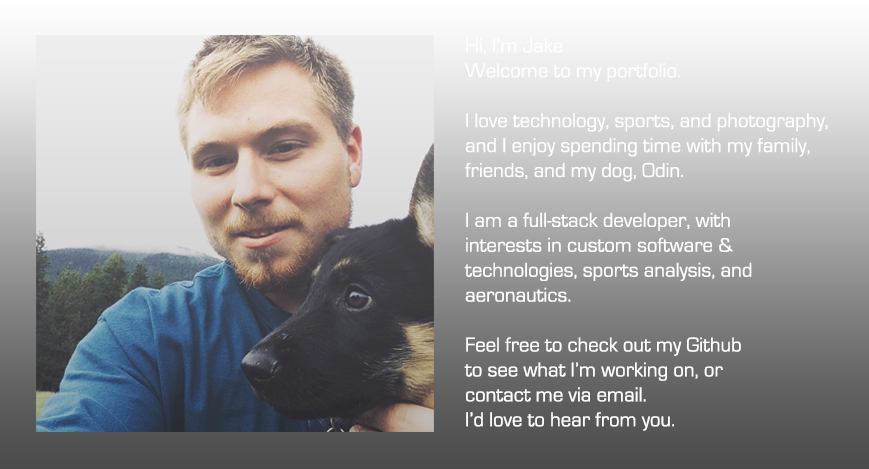 Hi, I'm Jake
Welcome to my portfolio.
I love technology, sports, and photography,
and I enjoy spending time with my family,
friends, and my dog, Odin.
I am a full-stack developer, with
interests in custom software &
technologies, sports analysis, and
aeronautics.
Feel free to check out my Github
to see what I'm working on, or
contact me via email.
I'd love to hear from you.